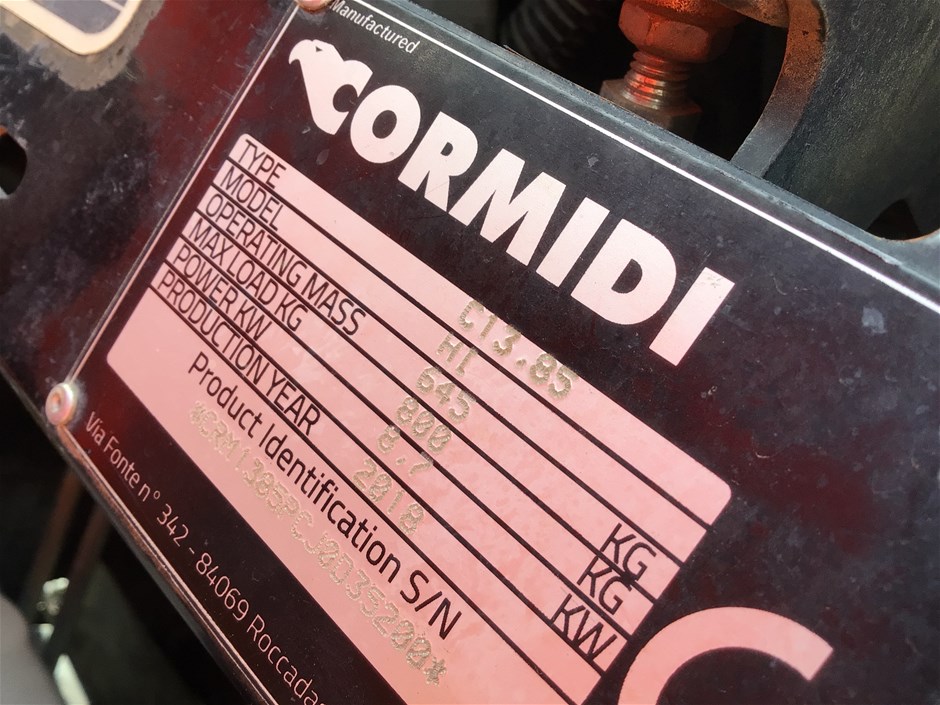 Manufactured
CORMIDI
TYPE C13.85
MODEL HI
OPERATING MASS 645 KG
MAX LOAD KG 800 KG
POWER KW 8.7 KW
PRODUCTION YEAR 2018
Product Identification S/N
Via Fonte n° 342 - 84069 Roccada